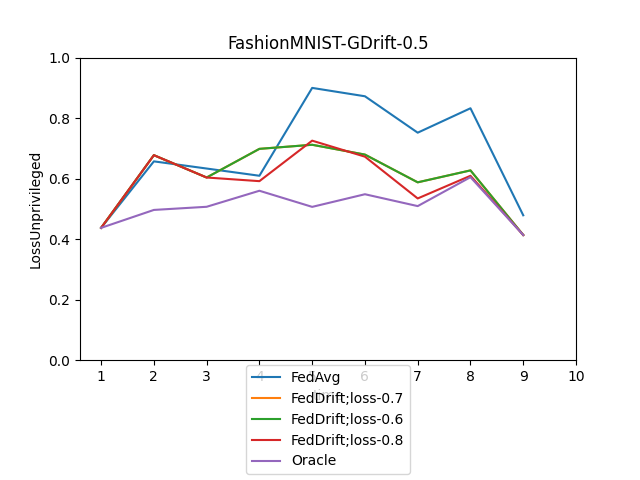 FashionMNIST-GDrift-0.5
LossUnprivileged
1.0
0.8
0.6
0.4
0.2
0.0
1 2 3 4 5 6 7 8 9 10
FedAvg
FedDrift;loss-0.7
FedDrift;loss-0.6
FedDrift;loss-0.8
Oracle